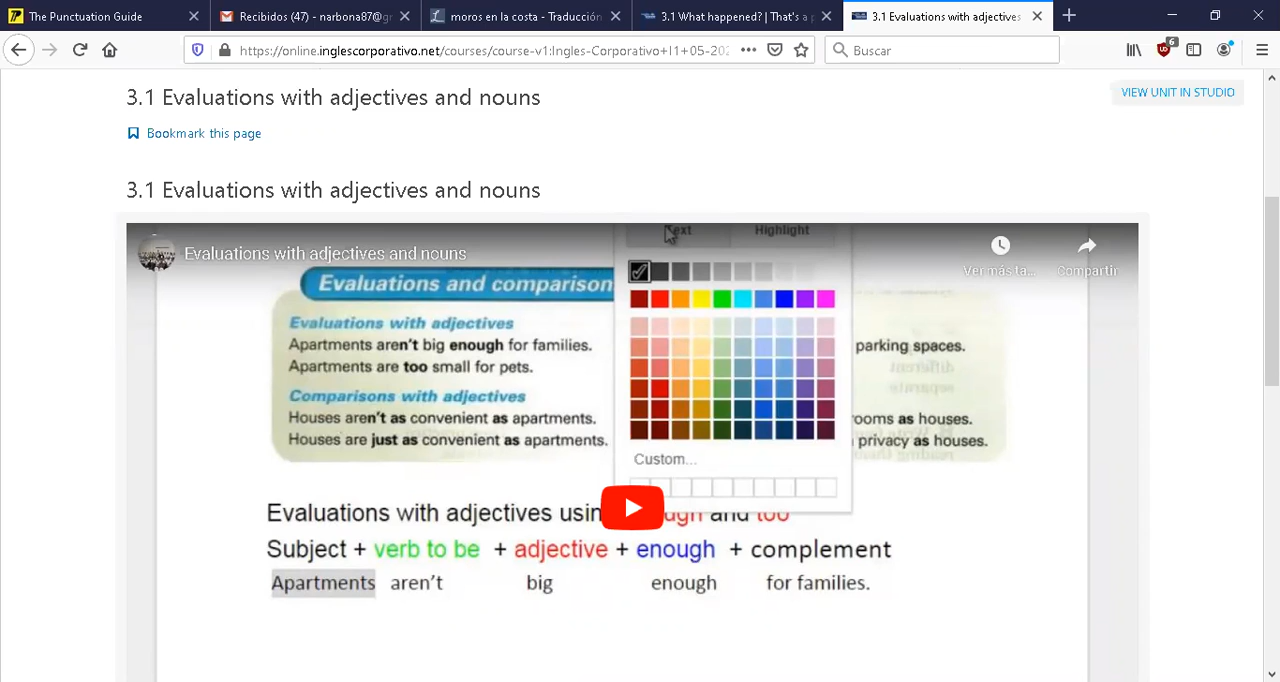 The Punctuation Guide
Recibidos (47) - narbona87@gr
moros en la costa - Traducción
3.1 What happened? | That's a p
3.1 Evaluations with adjectives
https://online.inglescorporativo.net/courses/course-v1:Ingles-Corporativo+I1+05-202
Buscar
6
3.1 Evaluations with adjectives and nouns
VIEW UNIT IN STUDIO
Bookmark this page
3.1 Evaluations with adjectives and nouns
Evaluations with adjectives and nouns
Text
Highlight
Ver más ta...
Compartir
Evaluations and comparison
Evaluations with adjectives
Apartments aren't big enough for families.
parking spaces.
Apartments are too small for pets.
Comparisons with adjectives
Houses aren't as convenient as apartments.
rooms as houses.
Houses are just as convenient as apartments.
privacy as houses.
Custom...
Evaluations with adjectives using and too
Subject + verb to be + adjective + enough + complement
Apartments aren't big enough for families.